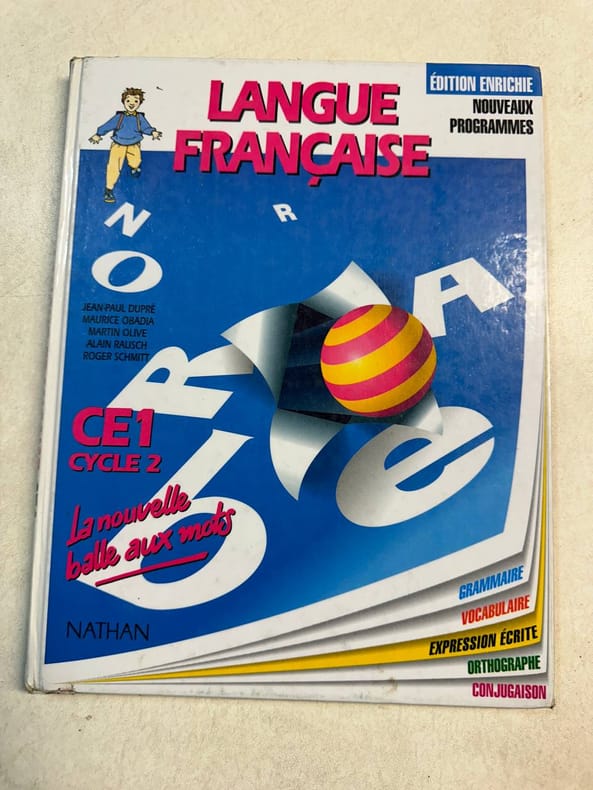 ÉDITION ENRICHIE
NOUVEAUX
PROGRAMMES
LANGUE
FRANÇAISE
N
R
O
A
JEAN-PAUL DUPRÉ
MAURICE OBADIA
MARTIN OLIVE
ALAIN RAUSCH
ROGER SCHMITT
R
e
CE1
CYCLE 2
La nouvelle
balle aux mots
NATHAN
GRAMMAIRE
VOCABULAIRE
EXPRESSION ÉCRITE
ORTHOGRAPHE
CONJUGAISON